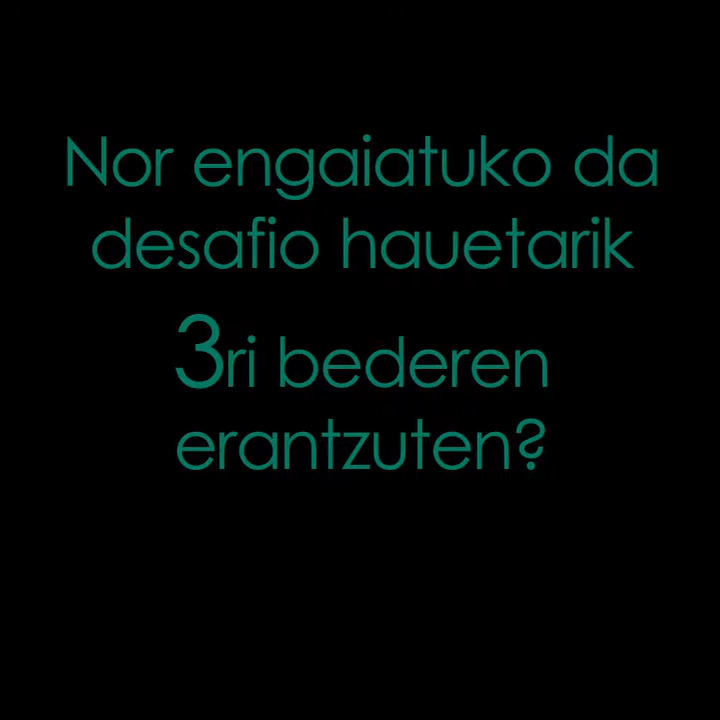 Nor engaiatuko da
desafio hauetarik
3ri bederen
erantzuten?